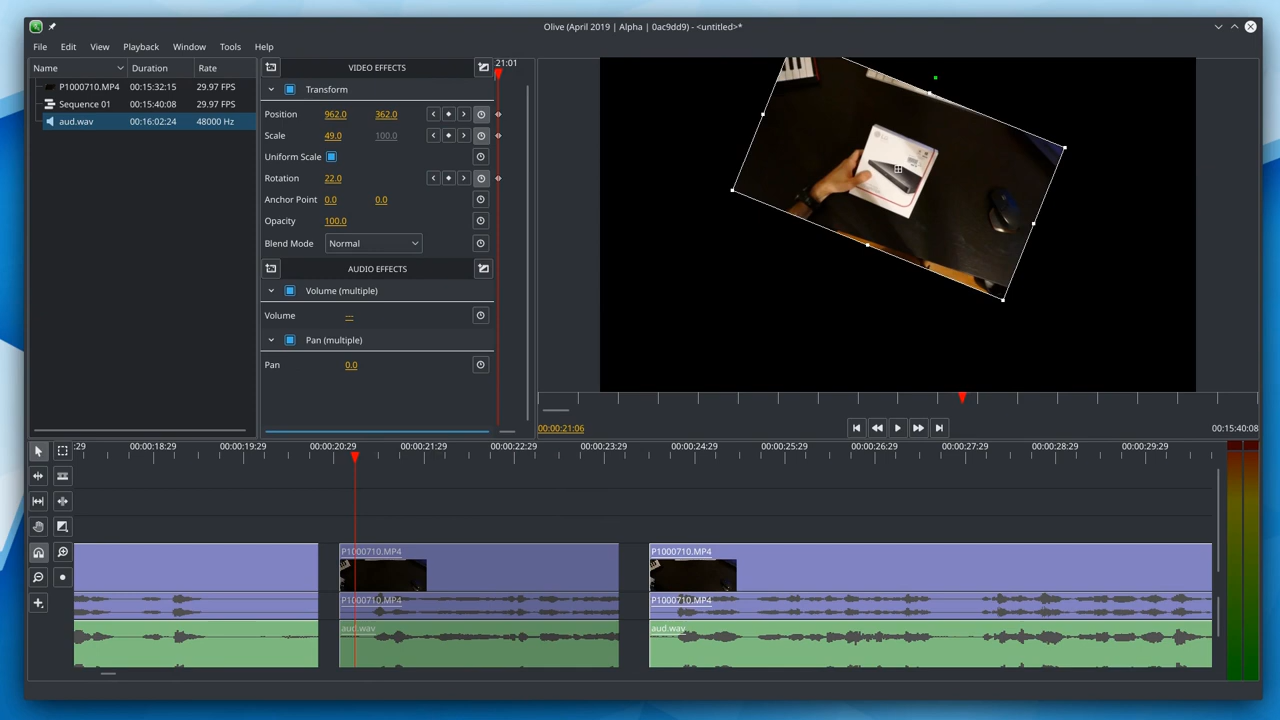 Olive (April 2019 | Alpha | 0ac9dd9) - <untitled>*
File Edit View Playback Window Tools Help
Name Duration Rate
P1000710.MP4 00:15:32:15 29.97 FPS
Sequence 01 00:15:40:08 29.97 FPS
aud.wav 00:16:02:24 48000 Hz
VIDEO EFFECTS
21:01
Transform
Position 962.0 362.0
Scale 49.0 100.0
Uniform Scale
Rotation 22.0
Anchor Point 0.0 0.0
Opacity 100.0
Blend Mode Normal
AUDIO EFFECTS
Volume (multiple)
Volume ---
Pan (multiple)
Pan 0.0
00:00:21:06 00:15:40:08
:29 00:00:18:29 00:00:19:29 00:00:20:29 00:00:21:29 00:00:22:29 00:00:23:29 00:00:24:29 00:00:25:29 00:00:26:29 00:00:27:29 00:00:28:29 00:00:29:29
P1000710.MP4 P1000710.MP4
P1000710.MP4 P1000710.MP4
aud.wav aud.wav